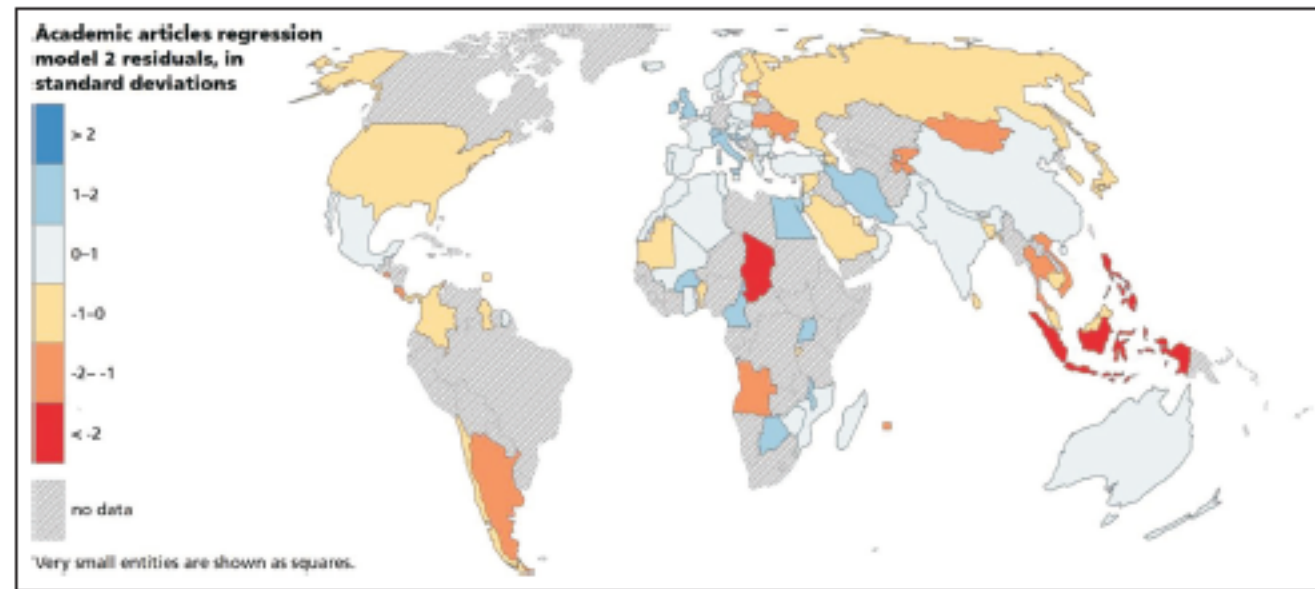 Academic articles regression
model 2 residuals, in
standard deviations
> 2
1–2
0–1
-1–0
-2– -1
< -2
no data
Very small entities are shown as squares.